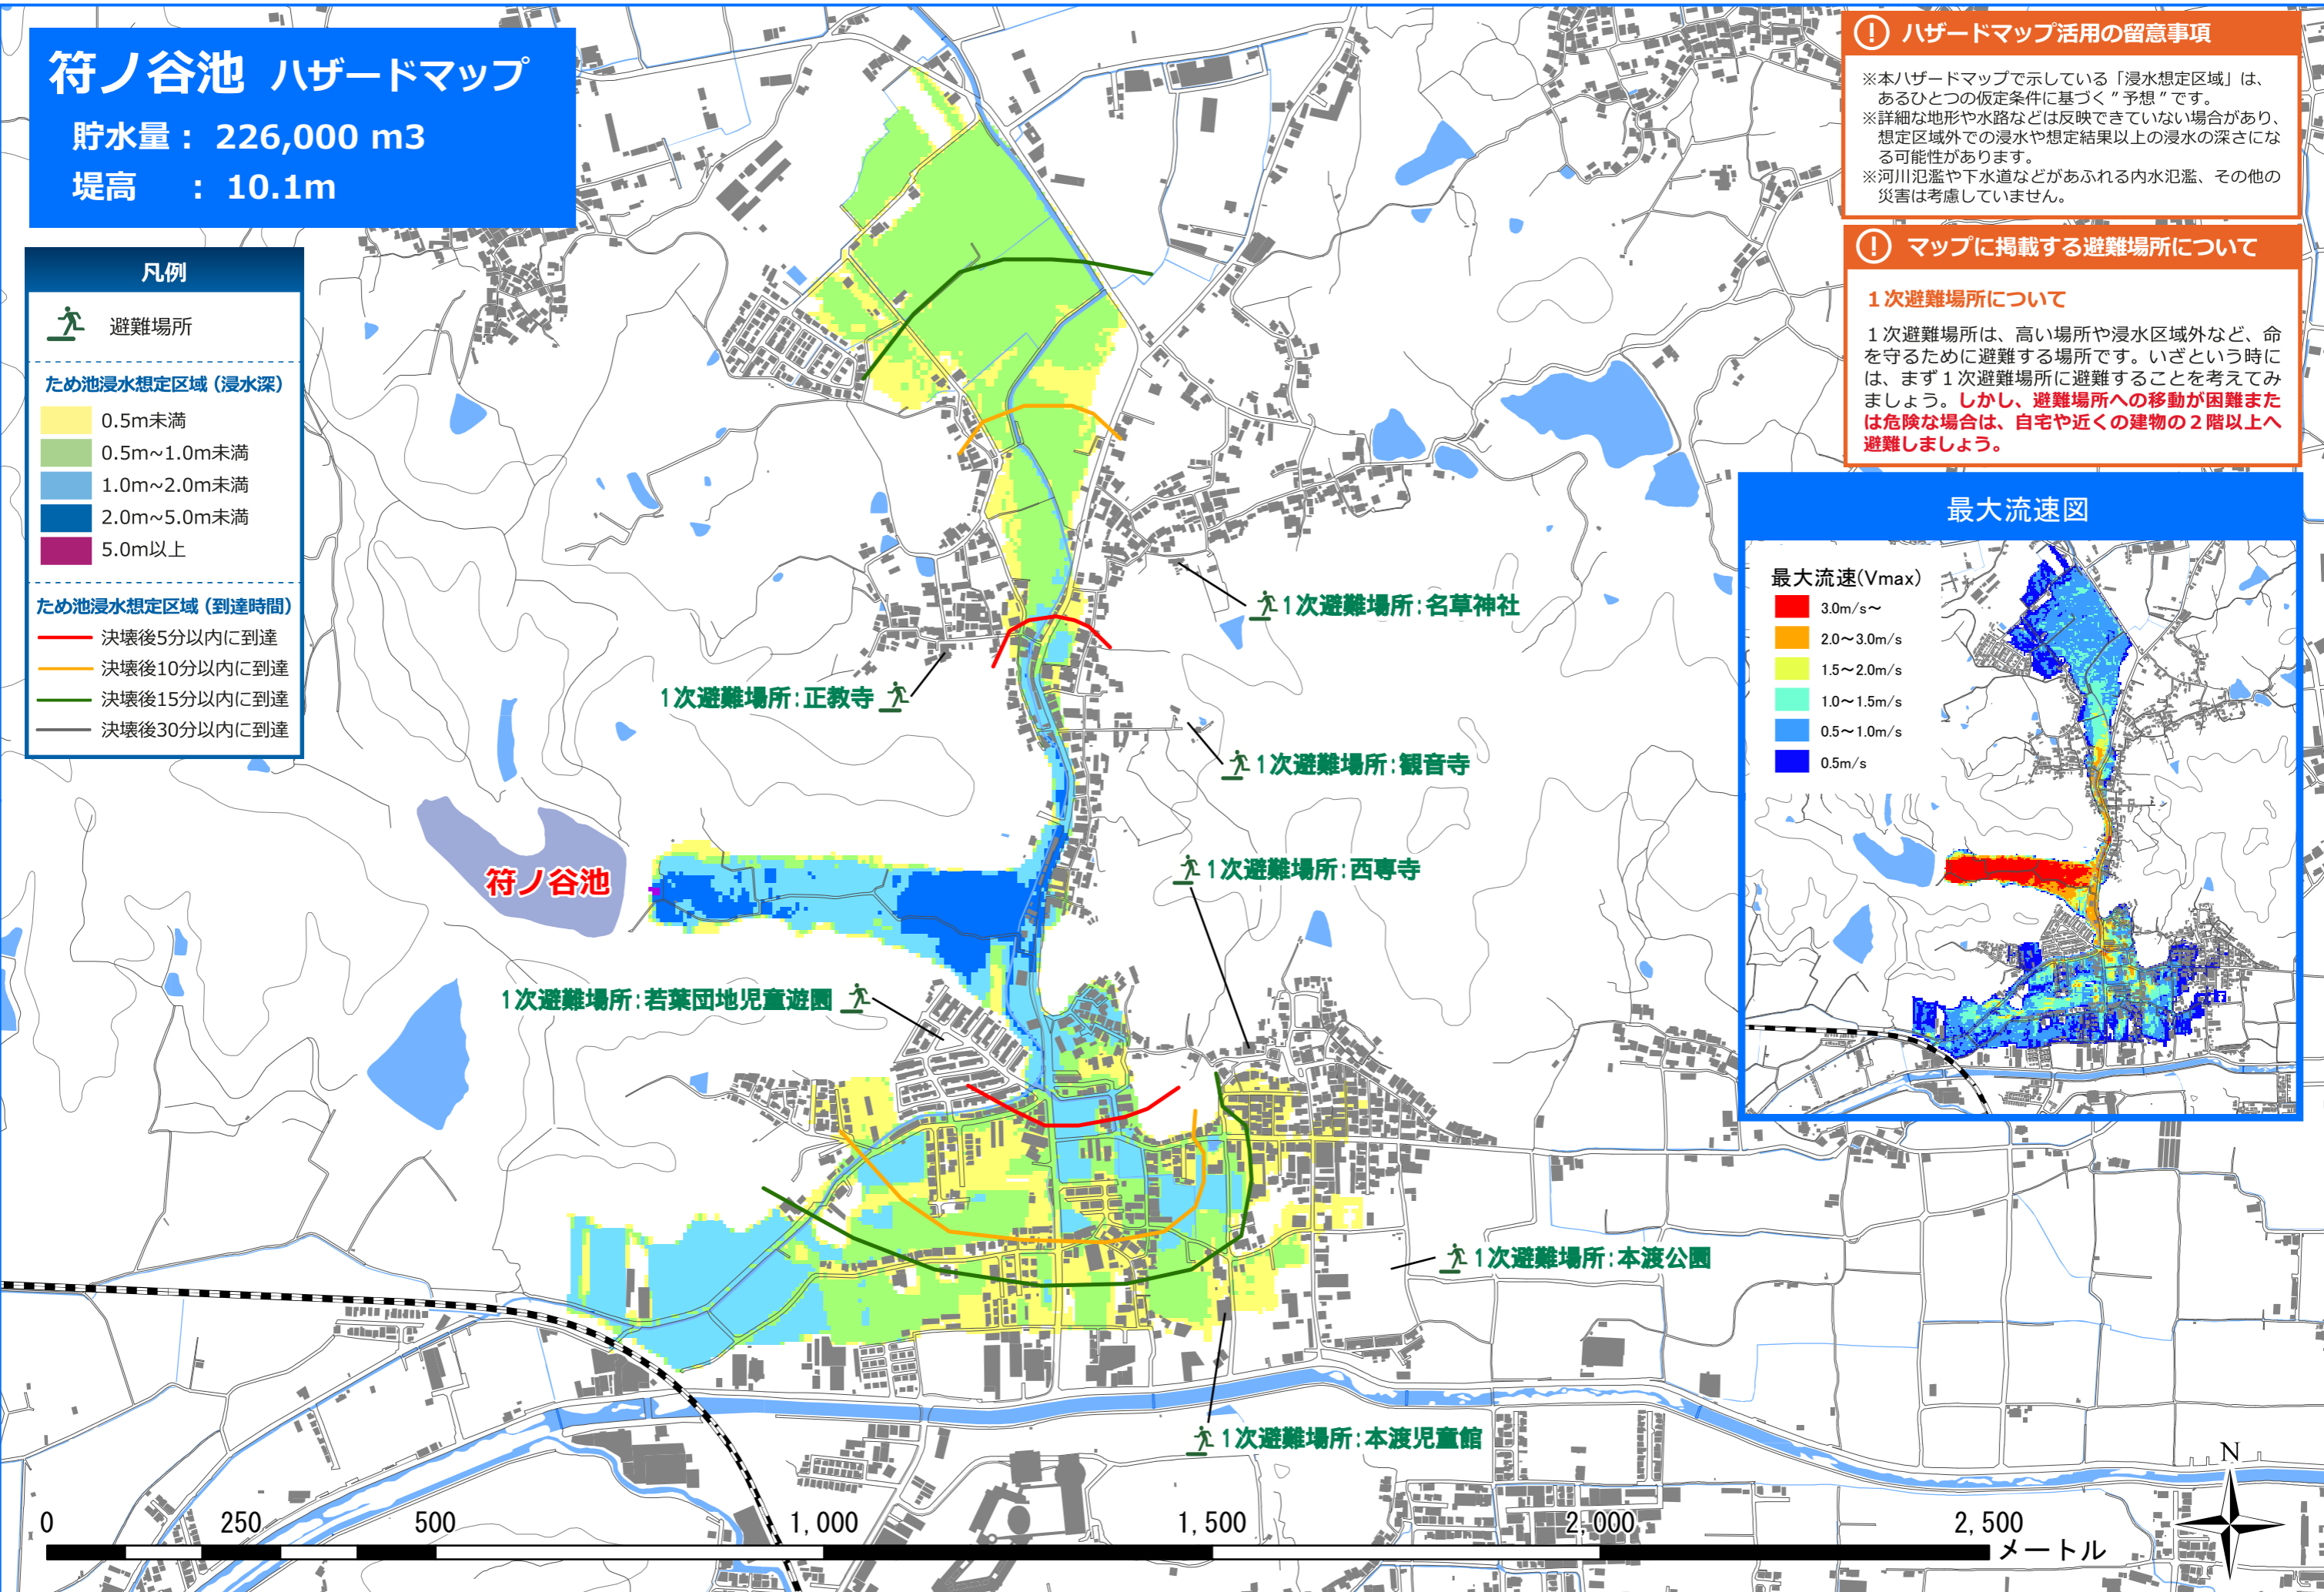 符ノ谷池 ハザードマップ
貯水量： 226,000 m3
堤高　： 10.1m
凡例
避難場所
ため池浸水想定区域（浸水深）
0.5m未満
0.5m~1.0m未満
1.0m~2.0m未満
2.0m~5.0m未満
5.0m以上
ため池浸水想定区域（到達時間）
決壊後5分以内に到達
決壊後10分以内に到達
決壊後15分以内に到達
決壊後30分以内に到達
! ハザードマップ活用の留意事項
※本ハザードマップで示している「浸水想定区域」は、
あるひとつの仮定条件に基づく"予想"です。
※詳細な地形や水路などは反映できていない場合があり、
想定区域外での浸水や想定結果以上の浸水の深さにな
る可能性があります。
※河川氾濫や下水道などがあふれる内水氾濫、その他の
災害は考慮していません。
! マップに掲載する避難場所について
１次避難場所について
１次避難場所は、高い場所や浸水区域外など、命
を守るために避難する場所です。いざという時に
は、まず１次避難場所に避難することを考えてみ
ましょう。しかし、避難場所への移動が困難また
は危険な場合は、自宅や近くの建物の２階以上へ
避難しましょう。
最大流速図
最大流速(Vmax)
3.0m/s～
2.0～3.0m/s
1.5～2.0m/s
1.0～1.5m/s
0.5～1.0m/s
0.5m/s
1次避難場所:名草神社
1次避難場所:正教寺
1次避難場所:観音寺
符ノ谷池
1次避難場所:西専寺
1次避難場所:若葉団地児童遊園
1次避難場所:本渡公園
1次避難場所:本渡児童館
N
0 250 500 1,000 1,500 2,000 2,500
メートル